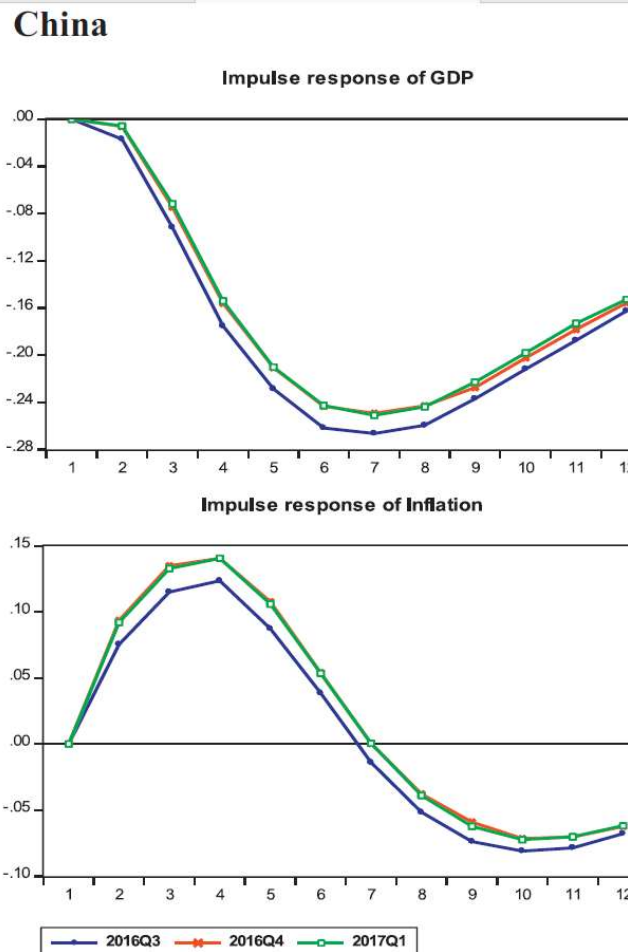 China
Impulse response of GDP
.00
-.04
-.08
-.12
-.16
-.20
-.24
-.28
1 2 3 4 5 6 7 8 9 10 11 12
Impulse response of Inflation
.15
.10
.05
.00
-.05
-.10
1 2 3 4 5 6 7 8 9 10 11 12
2016Q3 2016Q4 2017Q1